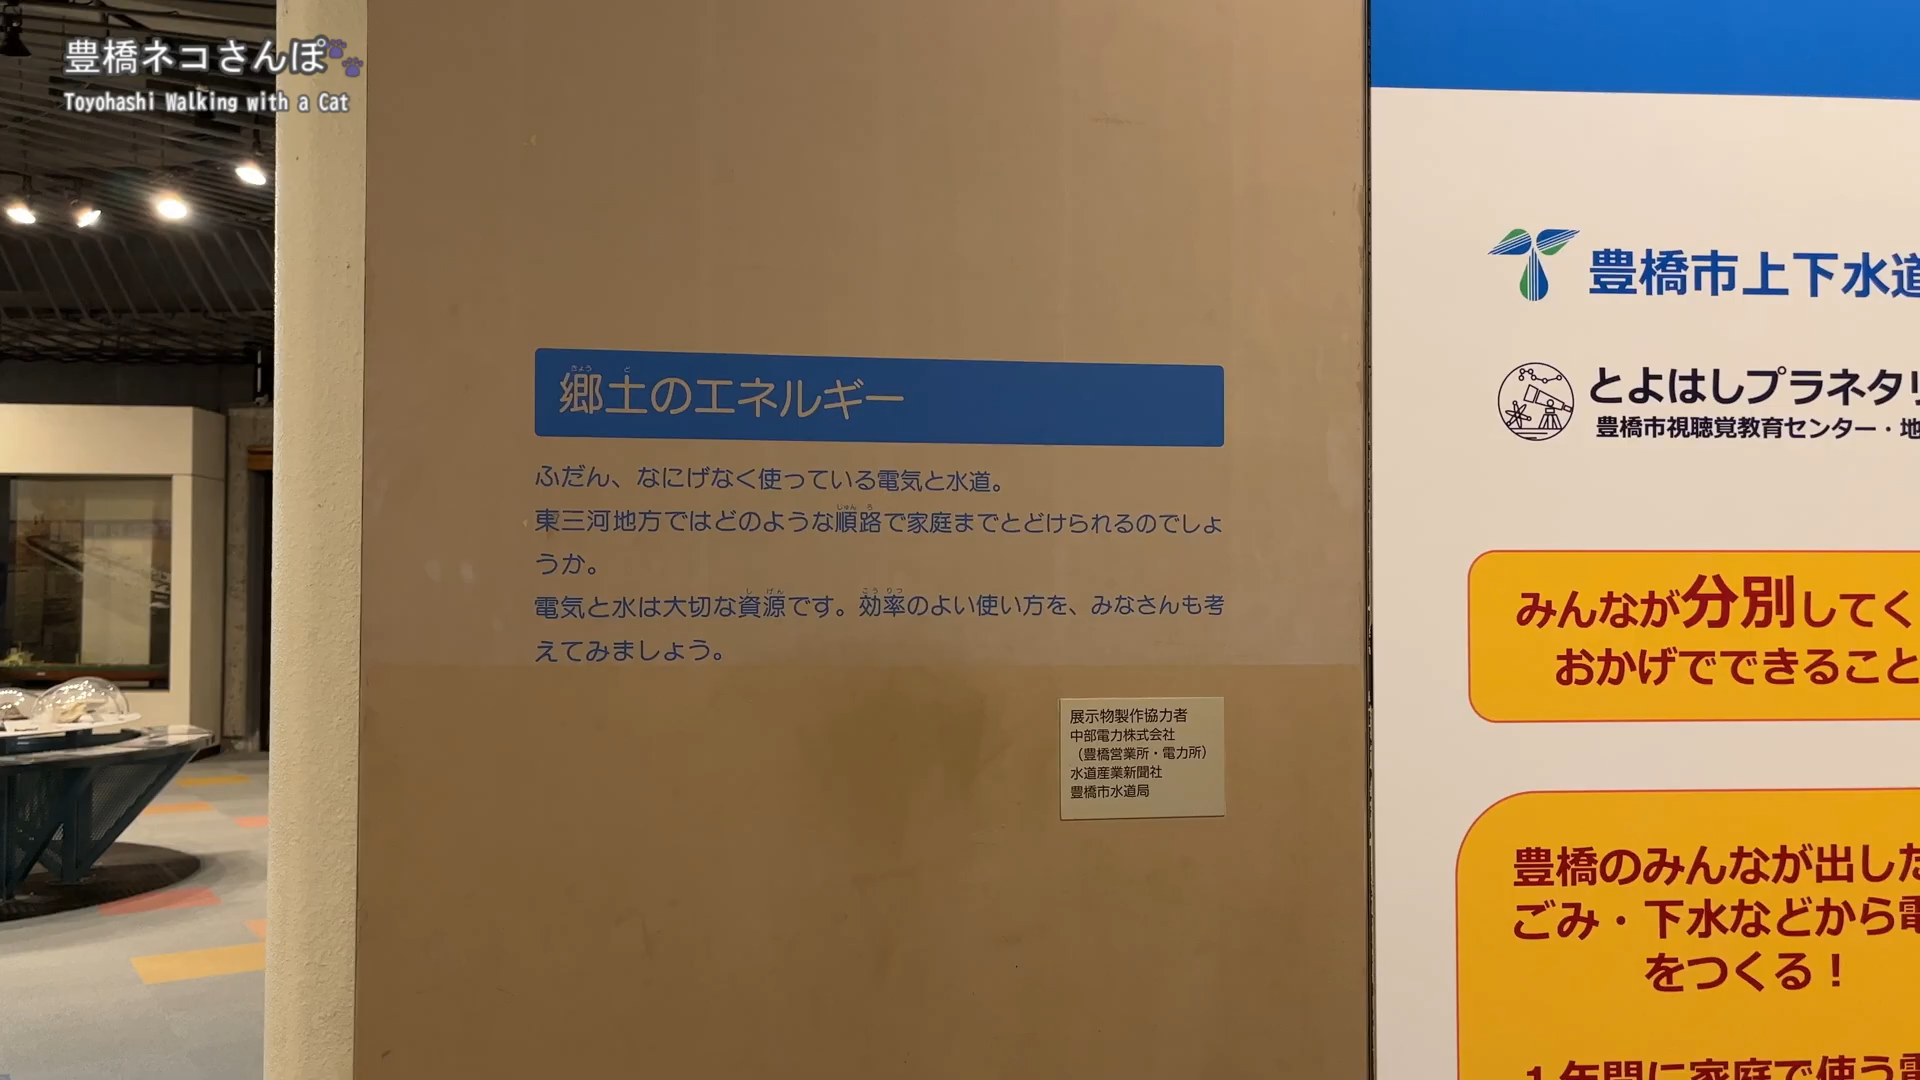 豊橋ネコさんぽ
Toyohashi Walking with a Cat
郷土のエネルギー
ふだん、なにげなく使っている電気と水道。
東三河地方ではどのような順路で家庭までとどけられるのでしょ
うか。
電気と水は大切な資源です。効率のよい使い方を、みなさんも考
えてみましょう。
展示物製作協力者
中部電力株式会社
（豊橋営業所・電力所）
水道産業新聞社
豊橋市水道局
豊橋市上下水道
とよはしプラネタリ
豊橋市視聴覚教育センター・地
みんなが分別してく
おかげでできること
豊橋のみんなが出した
ごみ・下水などから電
をつくる！
1年間に家庭で使う電